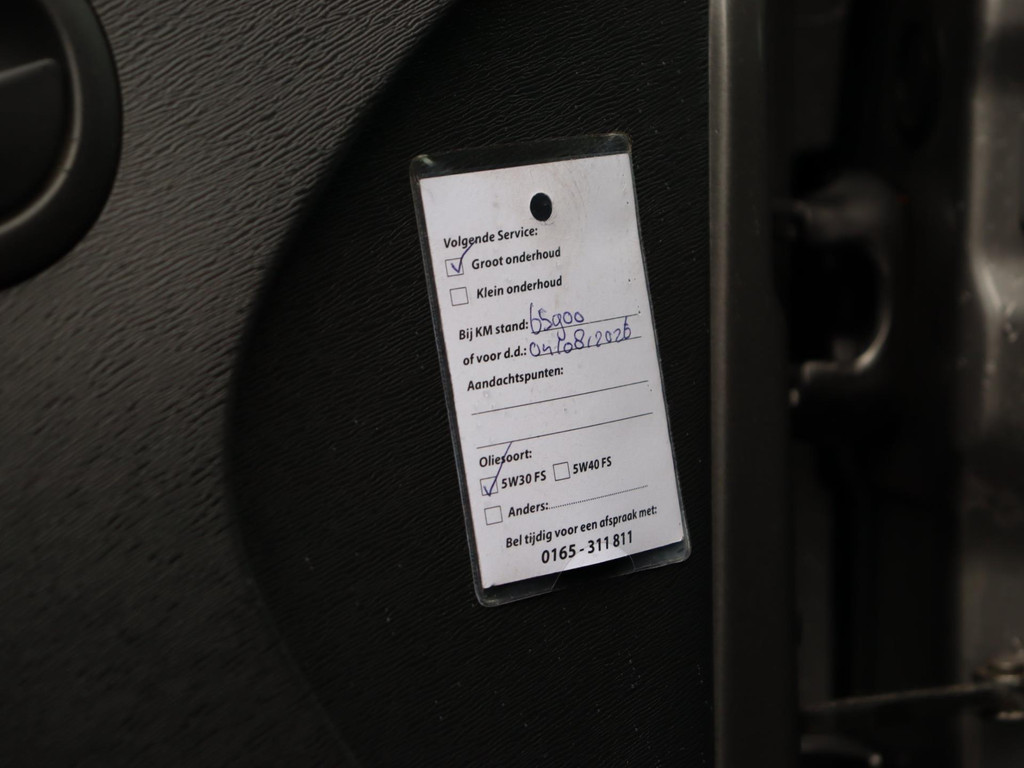 Volgende Service:
Groot onderhoud
Klein onderhoud
Bij KM stand: 65900
of voor d.d.: 04/08/2026
Aandachtspunten:
Oliesoort:
5W30 FS 5W40 FS
Anders:
Bel tijdig voor een afspraak met:
0165 - 311 811